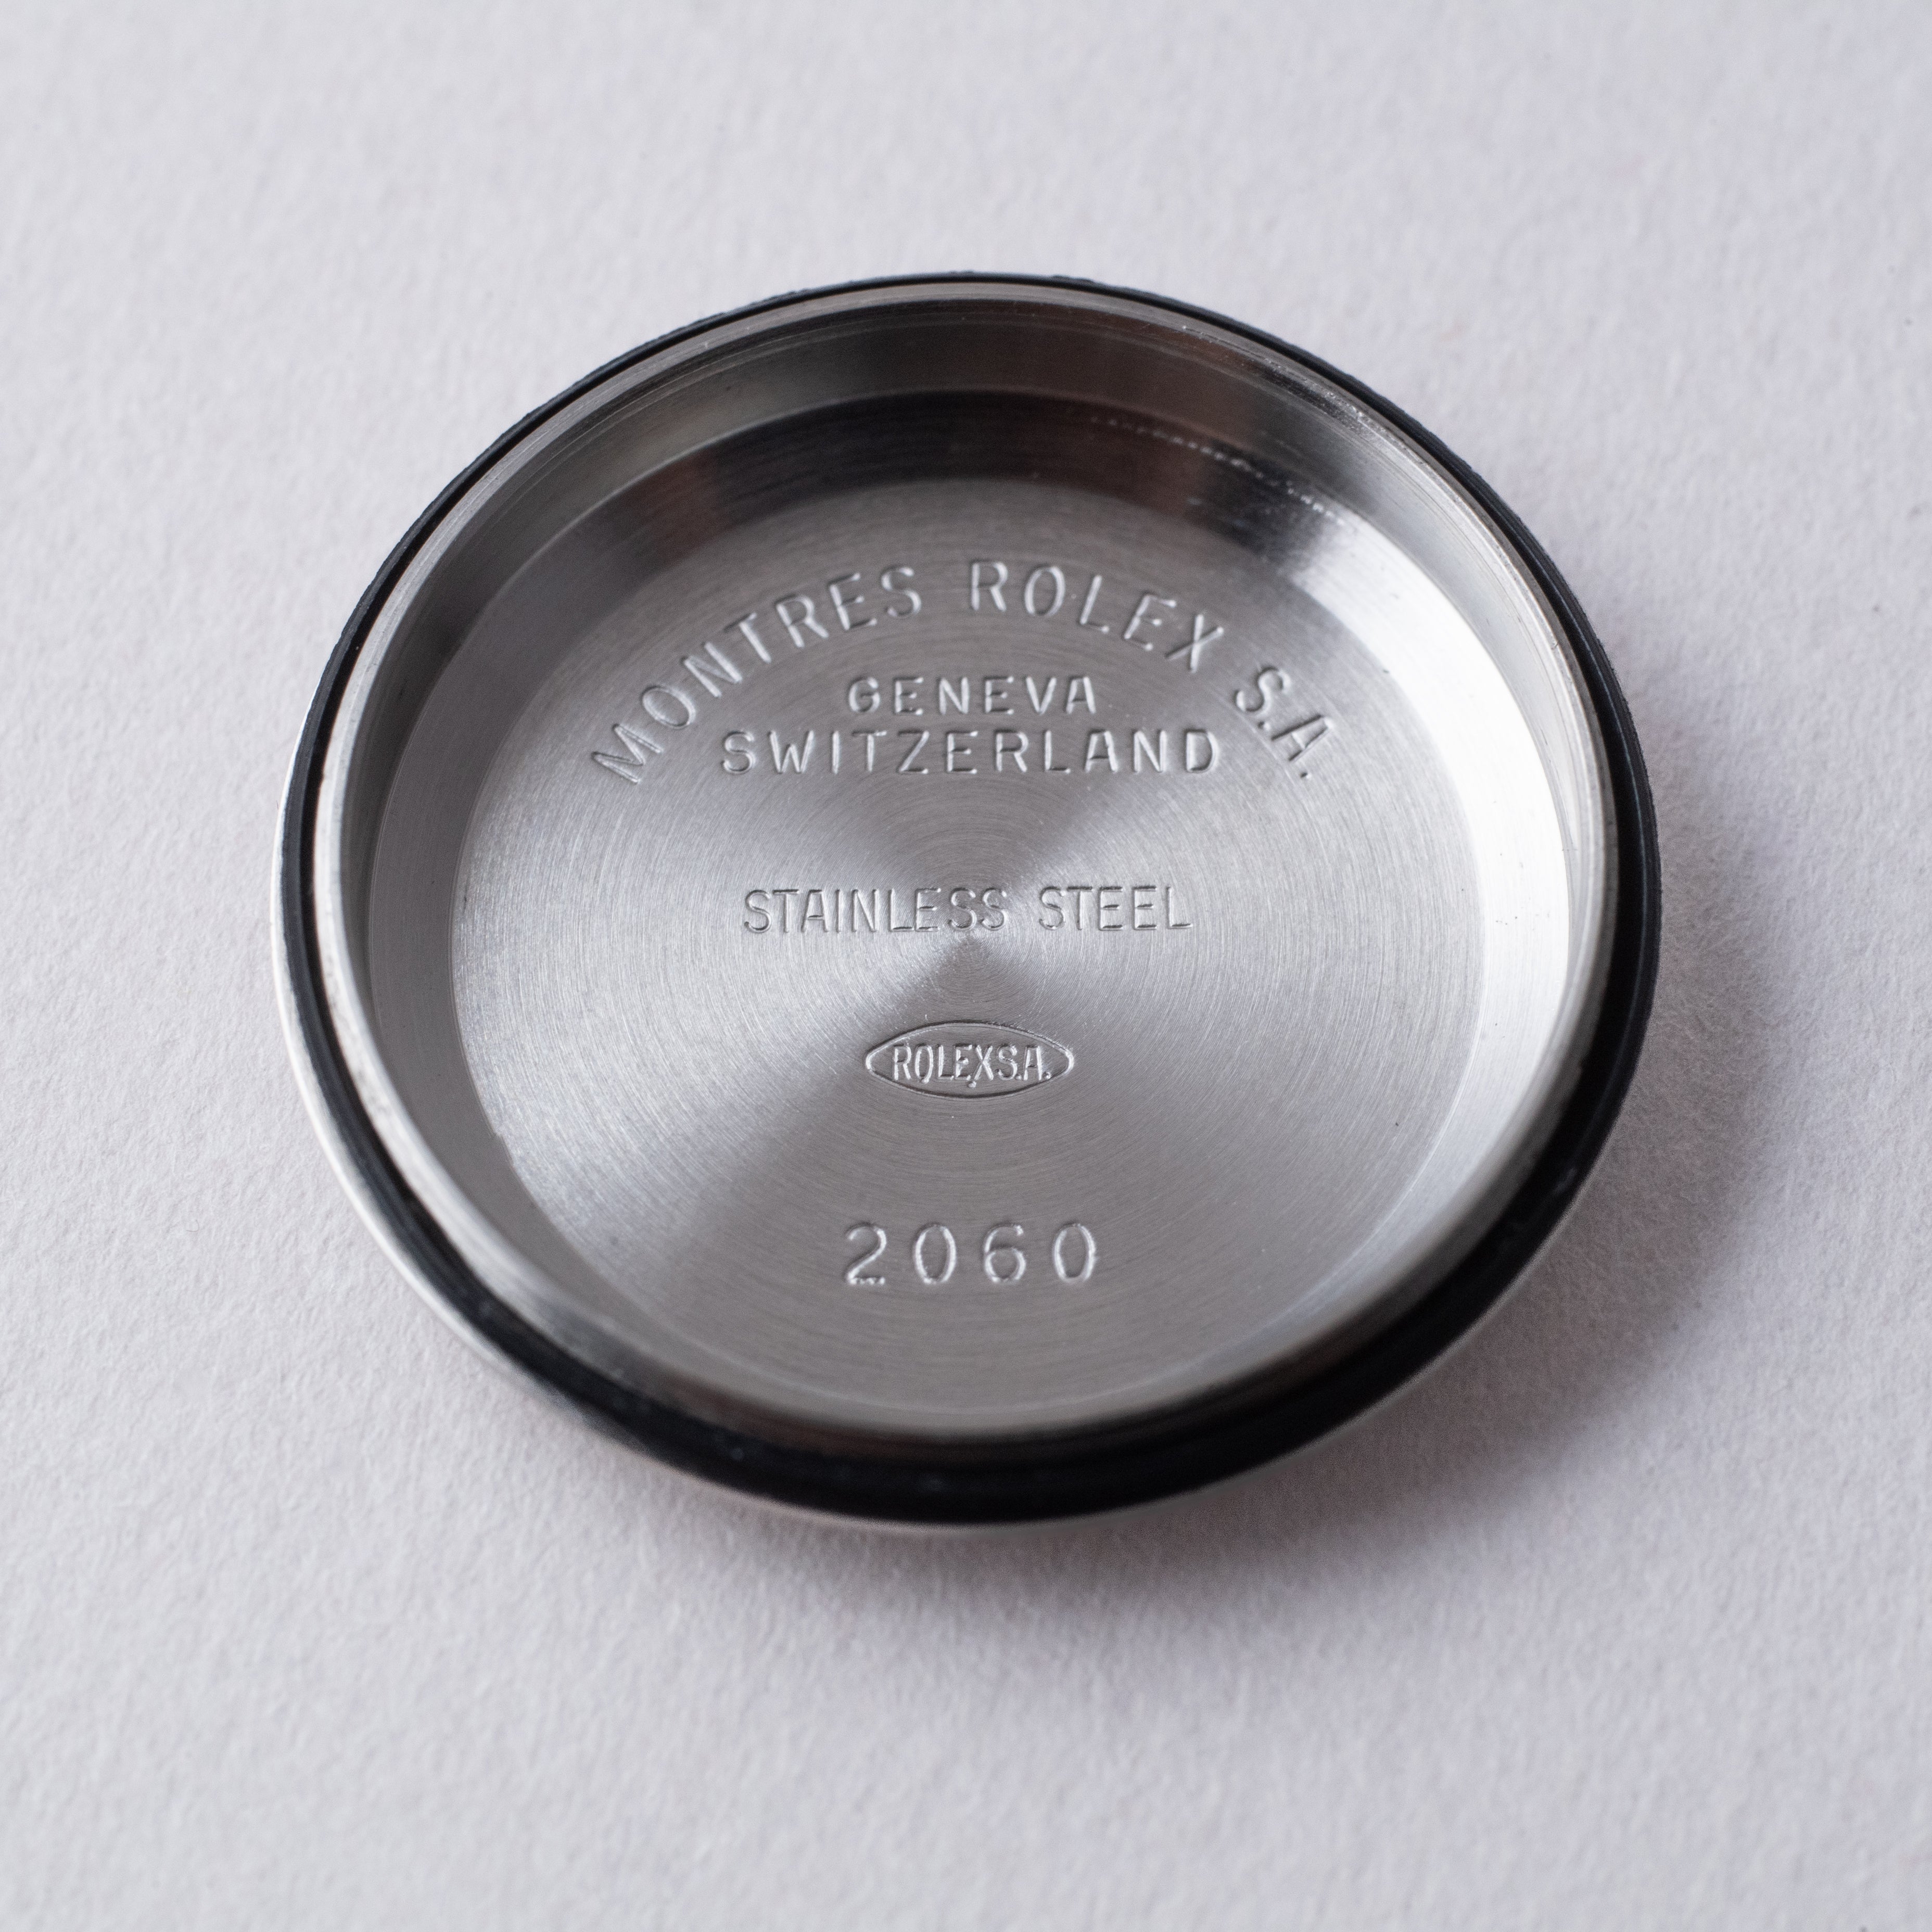 MONTRES ROLEX S.A.
GENEVA
SWITZERLAND
STAINLESS STEEL
ROLEX S.A.
2060